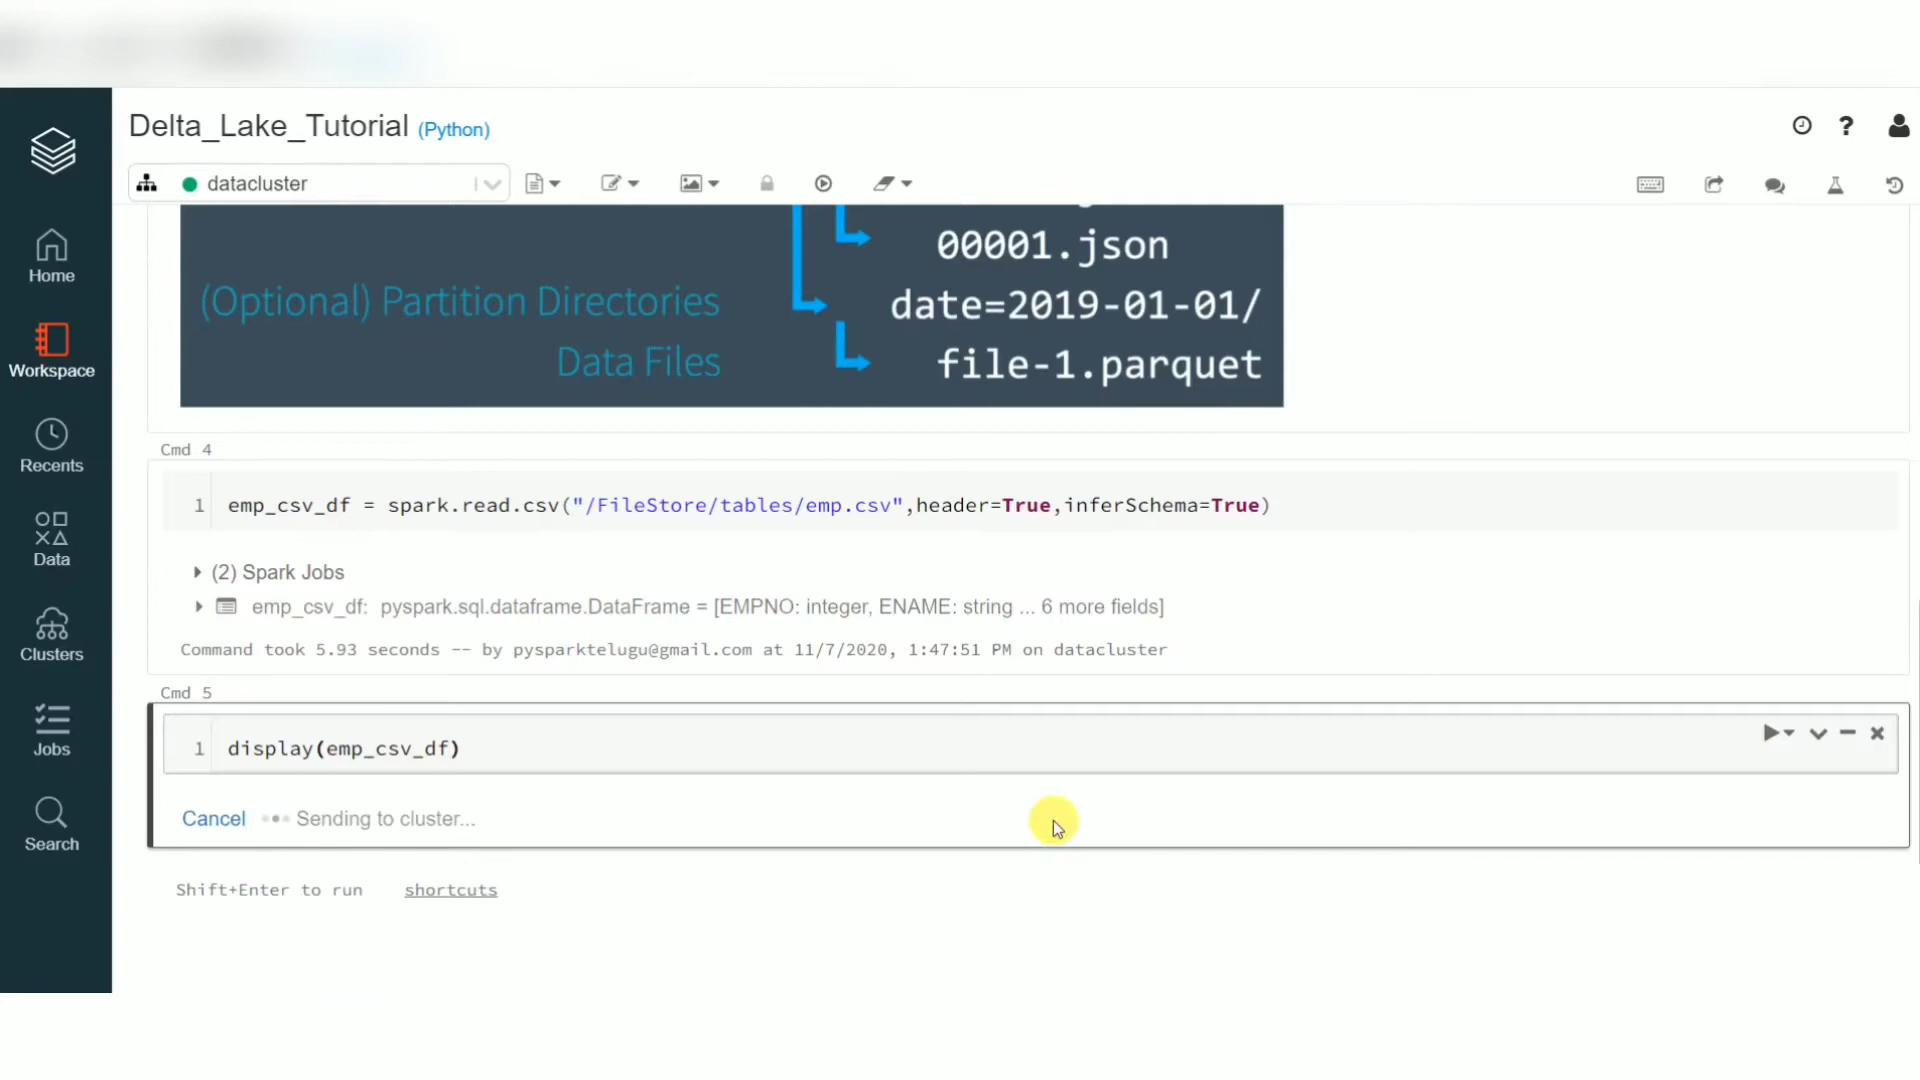 Delta_Lake_Tutorial (Python)
datacluster
Home
Workspace
Recents
Data
Clusters
Jobs
Search
00001.json
(Optional) Partition Directories date=2019-01-01/
Data Files file-1.parquet
Cmd 4
1 emp_csv_df = spark.read.csv("/FileStore/tables/emp.csv",header=True,inferSchema=True)
(2) Spark Jobs
emp_csv_df: pyspark.sql.dataframe.DataFrame = [EMPNO: integer, ENAME: string ... 6 more fields]
Command took 5.93 seconds -- by pysparktelugu@gmail.com at 11/7/2020, 1:47:51 PM on datacluster
Cmd 5
1 display(emp_csv_df)
Cancel Sending to cluster...
Shift+Enter to run shortcuts